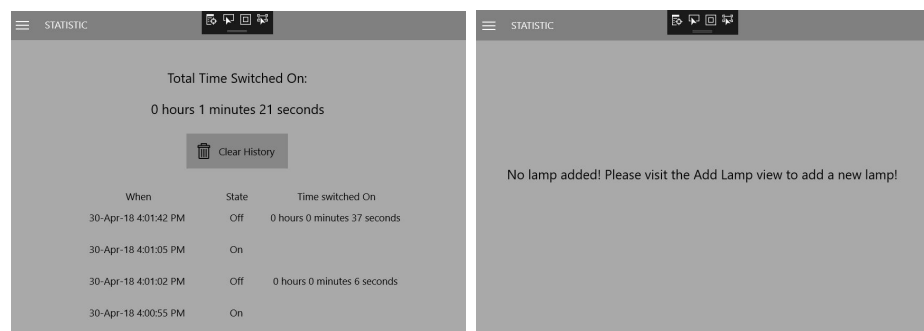 STATISTIC
Total Time Switched On:
0 hours 1 minutes 21 seconds
Clear History
When State Time switched On
30-Apr-18 4:01:42 PM Off 0 hours 0 minutes 37 seconds
30-Apr-18 4:01:05 PM On
30-Apr-18 4:01:02 PM Off 0 hours 0 minutes 6 seconds
30-Apr-18 4:00:55 PM On
STATISTIC
No lamp added! Please visit the Add Lamp view to add a new lamp!